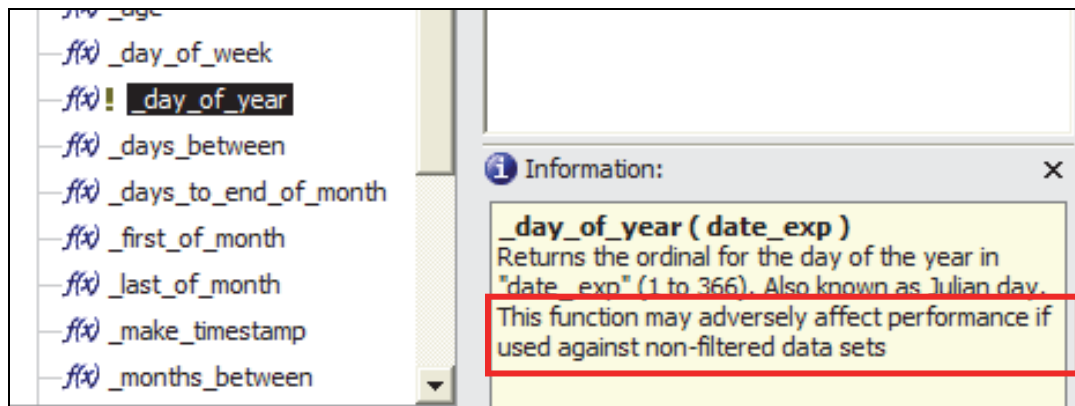 f(x) _day_of_week
f(x) ! _day_of_year
f(x) _days_between
f(x) _days_to_end_of_month
f(x) _first_of_month
f(x) _last_of_month
f(x) _make_timestamp
f(x) _months_between
Information:
_day_of_year ( date_exp )
Returns the ordinal for the day of the year in
"date_ exp" (1 to 366). Also known as Julian day.
This function may adversely affect performance if
used against non-filtered data sets